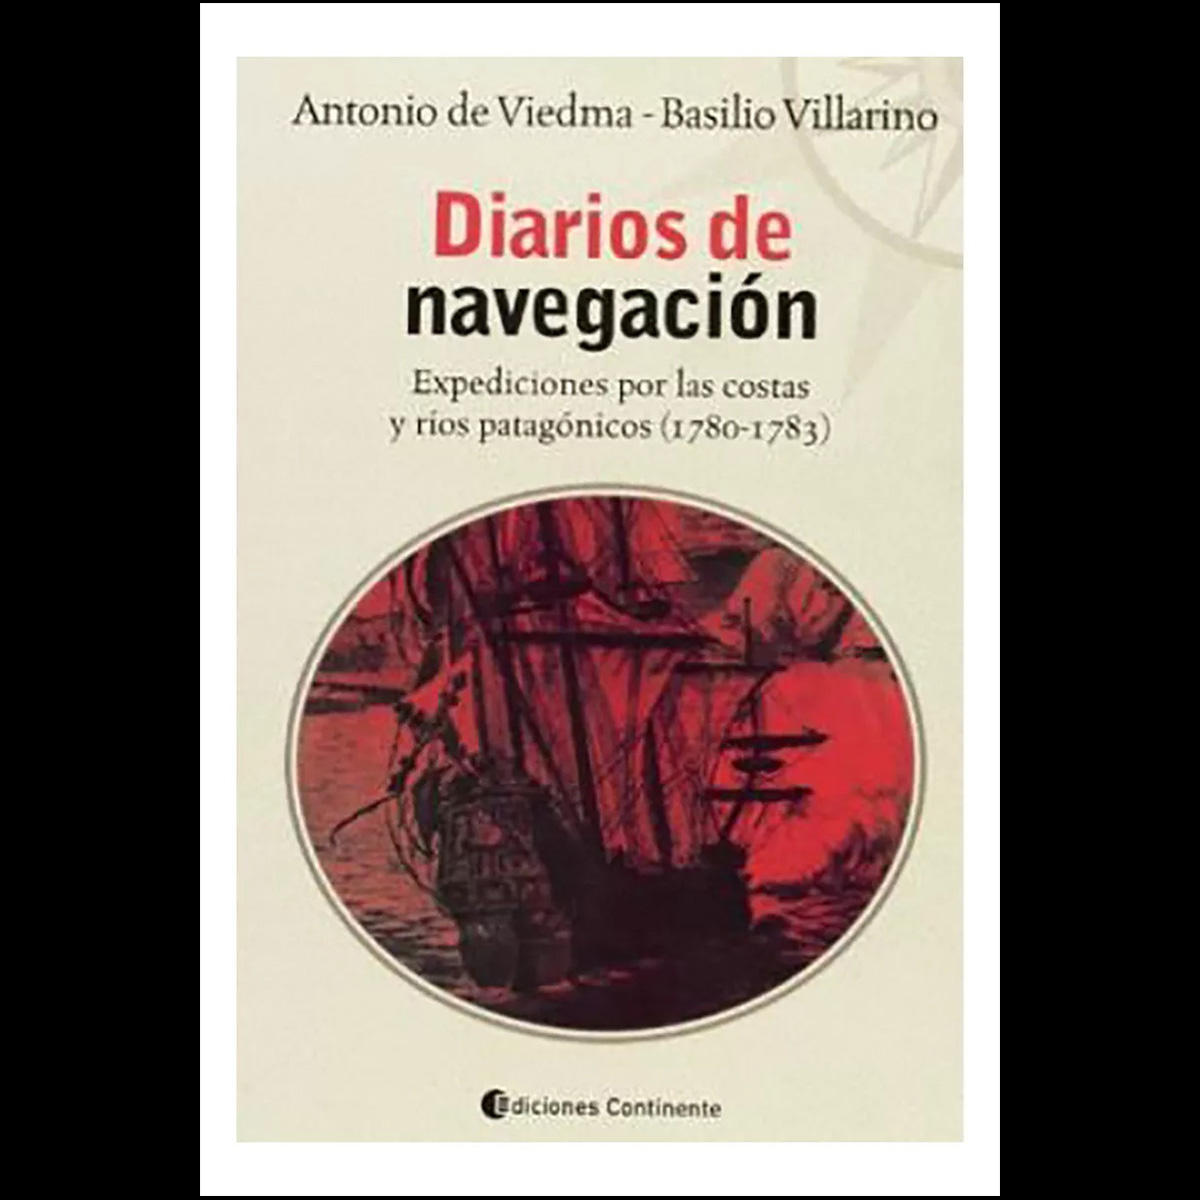 Antonio de Viedma - Basilio Villarino
Diarios de
navegación
Expediciones por las costas
y ríos patagónicos (1780-1783)
Ediciones Continente